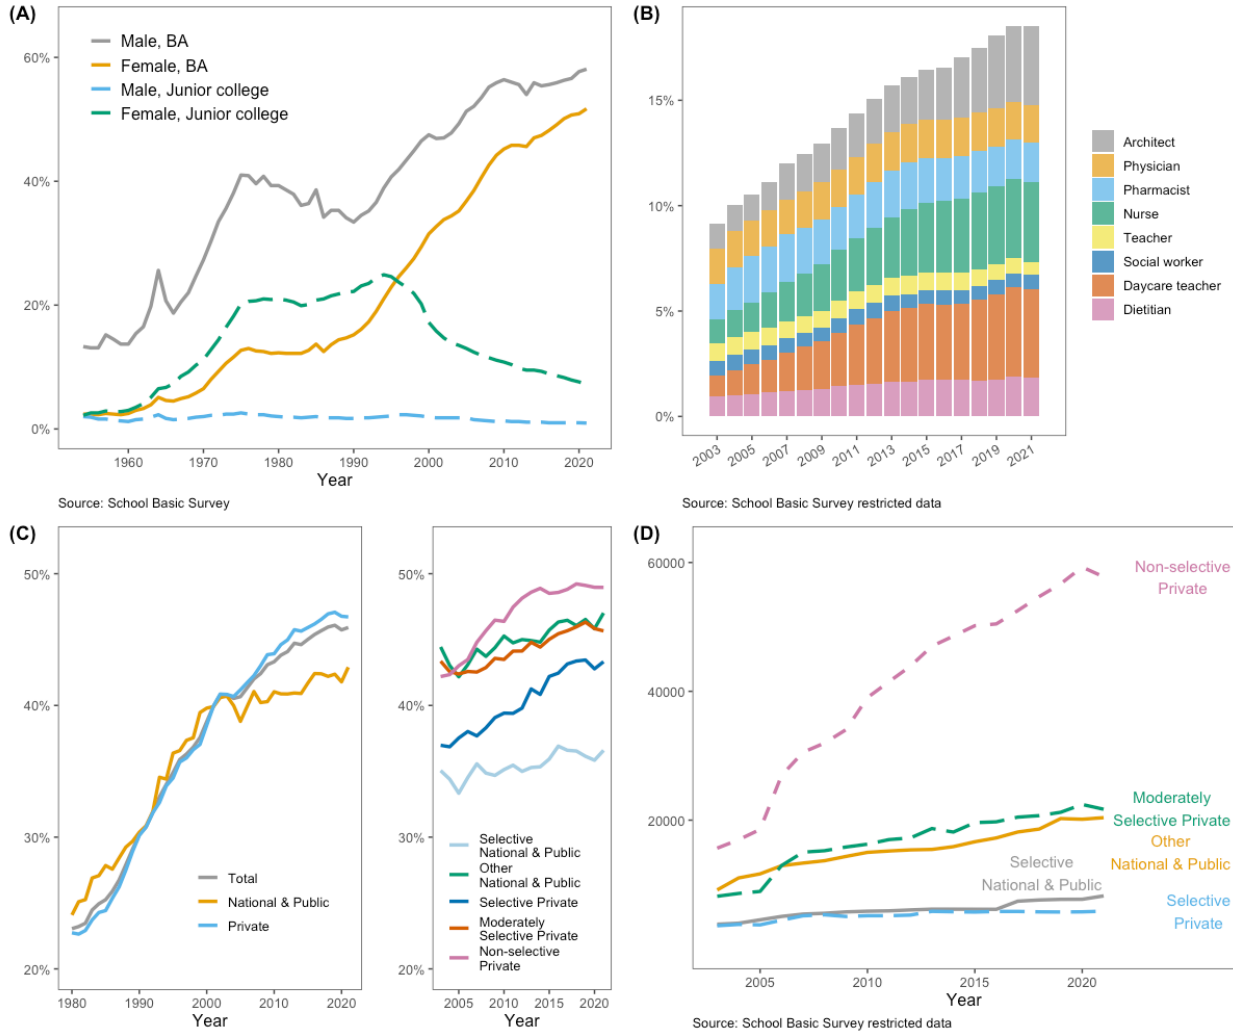 (A)
Male, BA
Female, BA
Male, Junior college
Female, Junior college
60%
40%
20%
0%
1960 1970 1980 1990 2000 2010 2020
Year
Source: School Basic Survey
(B)
15%
10%
5%
0%
2003 2005 2007 2009 2011 2013 2015 2017 2019 2021
Architect
Physician
Pharmacist
Nurse
Teacher
Social worker
Daycare teacher
Dietitian
Source: School Basic Survey restricted data
(C)
50%
40%
30%
20%
Total
National & Public
Private
1980 1990 2000 2010 2020
Year
50%
40%
30%
20%
Selective
National & Public
Other
National & Public
Selective Private
Moderately
Selective Private
Non-selective
Private
2005 2010 2015 2020
Year
(D)
60000
40000
20000
Non-selective
Private
Moderately
Selective Private
Other
National & Public
Selective
National & Public
Selective
Private
2005 2010 2015 2020
Year
Source: School Basic Survey restricted data